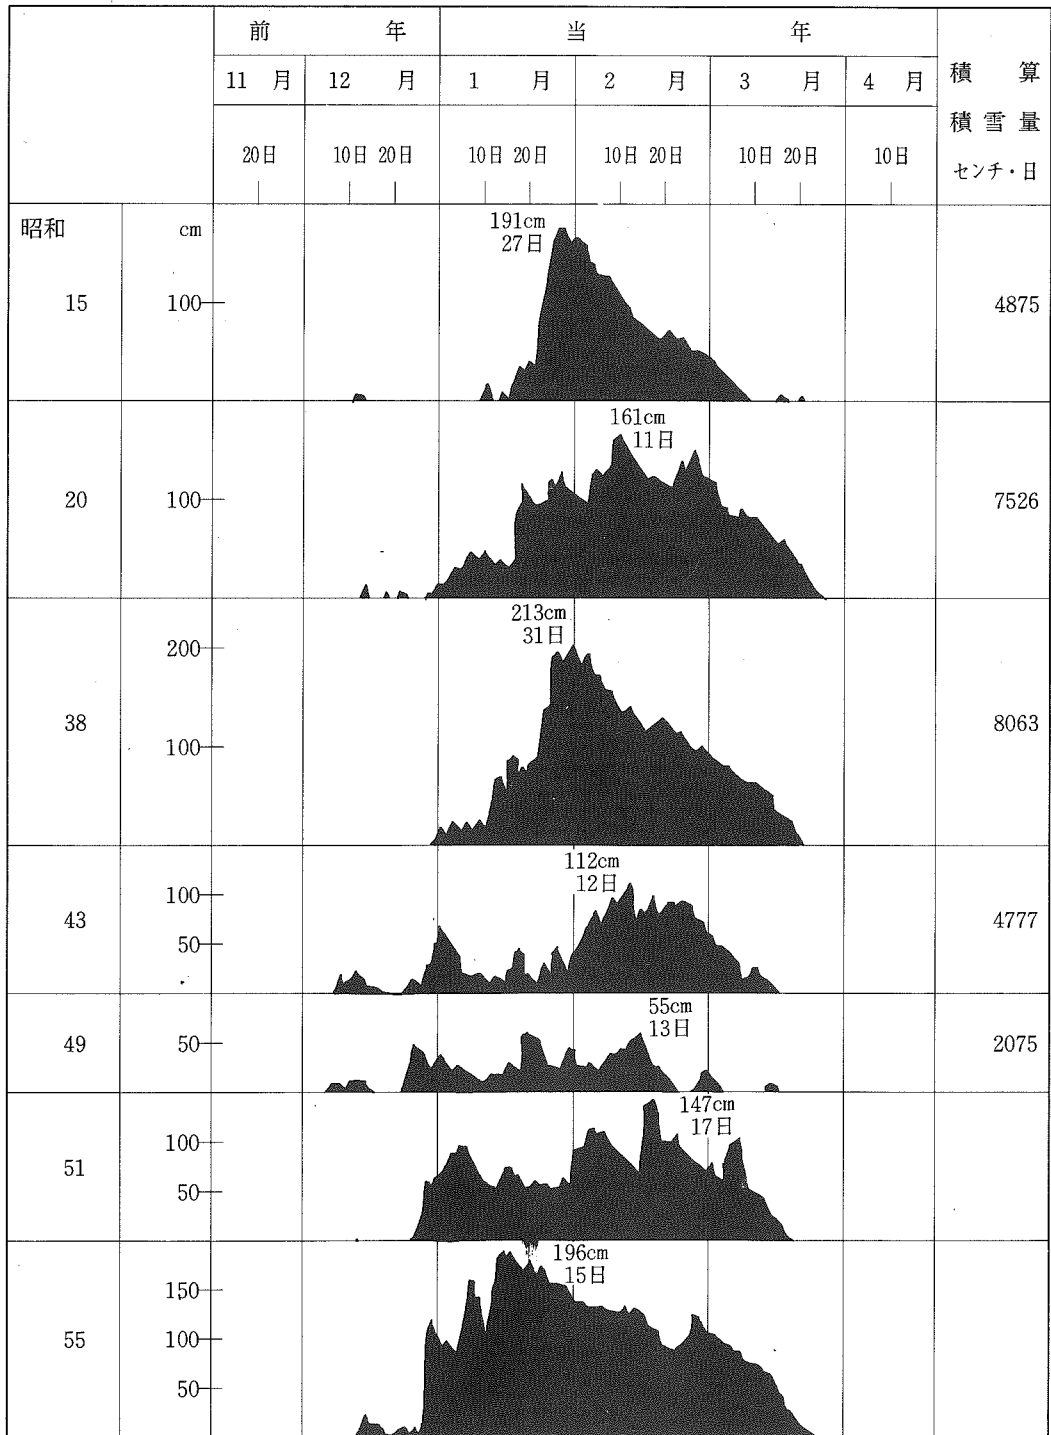 前 年 当 年
11 月 12 月 1 月 2 月 3 月 4 月
20日 10日 20日 10日 20日 10日 20日 10日 20日 10日
積 算
積 雪 量
センチ・日
昭和 cm
191cm
27日
15 100 4875
161cm
11日
20 100 7526
213cm
31日
200
38 100 8063
112cm
12日
100
43 4777
50
55cm
13日
49 50 2075
147cm
17日
100
51
50
196cm
15日
150
55 100
50